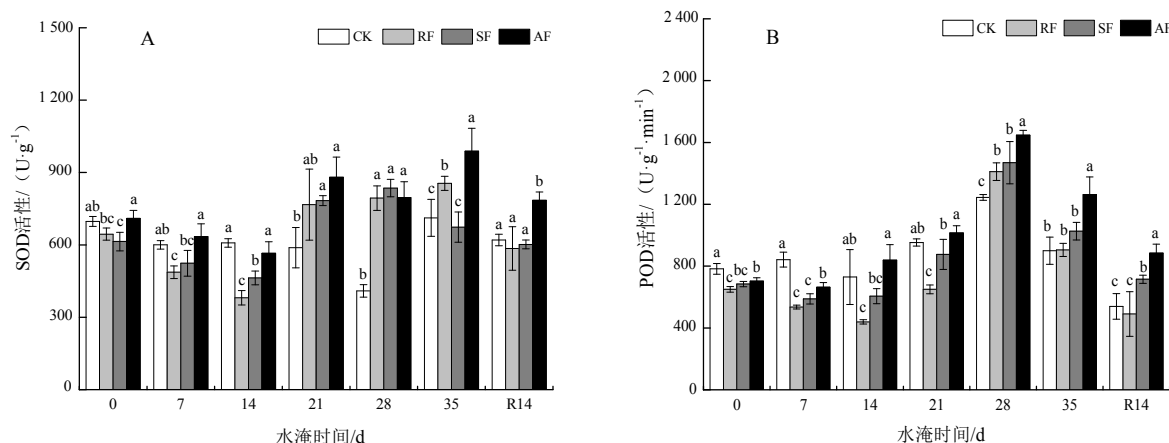 A
CK RF SF AF
1 500
1 200
900
600
300
0
SOD活性/（U·g⁻¹）
ab bc c a
ab c bc a
a c b a
b ab a a
b a a a
c b c a
a a a b
0 7 14 21 28 35 R14
水淹时间/d
B
CK RF SF AF
2 400
2 000
1 600
1200
800
400
0
POD活性/（U·g⁻¹·min⁻¹）
a c bc b
a c c b
ab c bc a
ab c b a
c b b a
c c b a
c c b a
0 7 14 21 28 35 R14
水淹时间/d